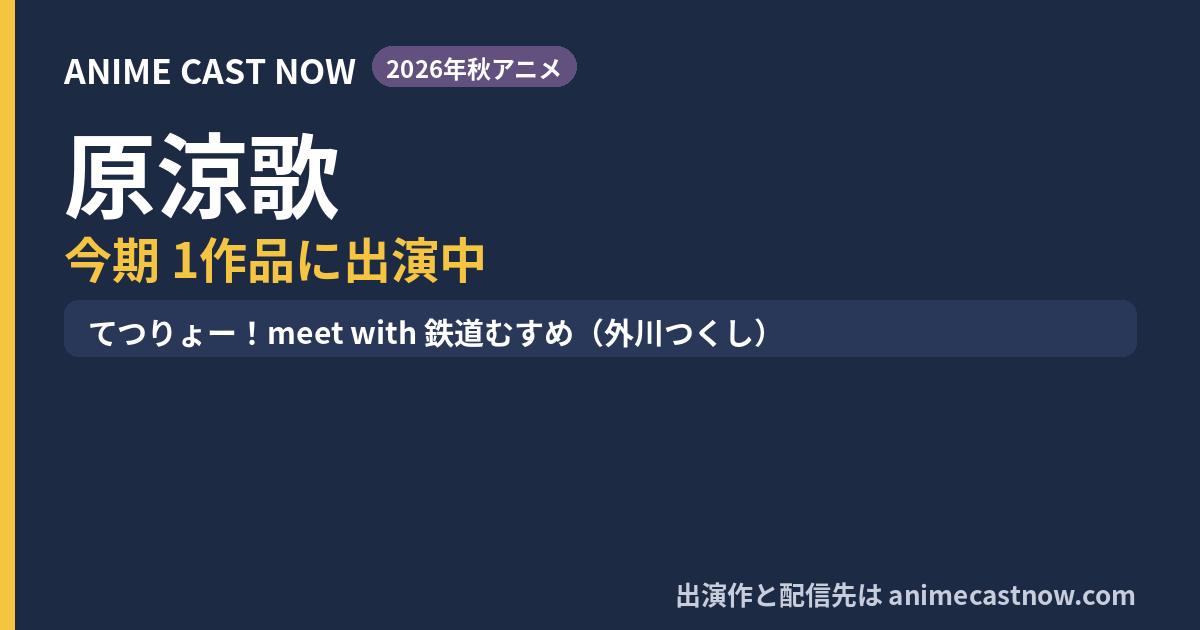 ANIME CAST NOW 2026年秋アニメ
原涼歌
今期 1作品に出演中
てつりょー！meet with 鉄道むすめ（外川つくし）
出演作と配信先は animecastnow.com